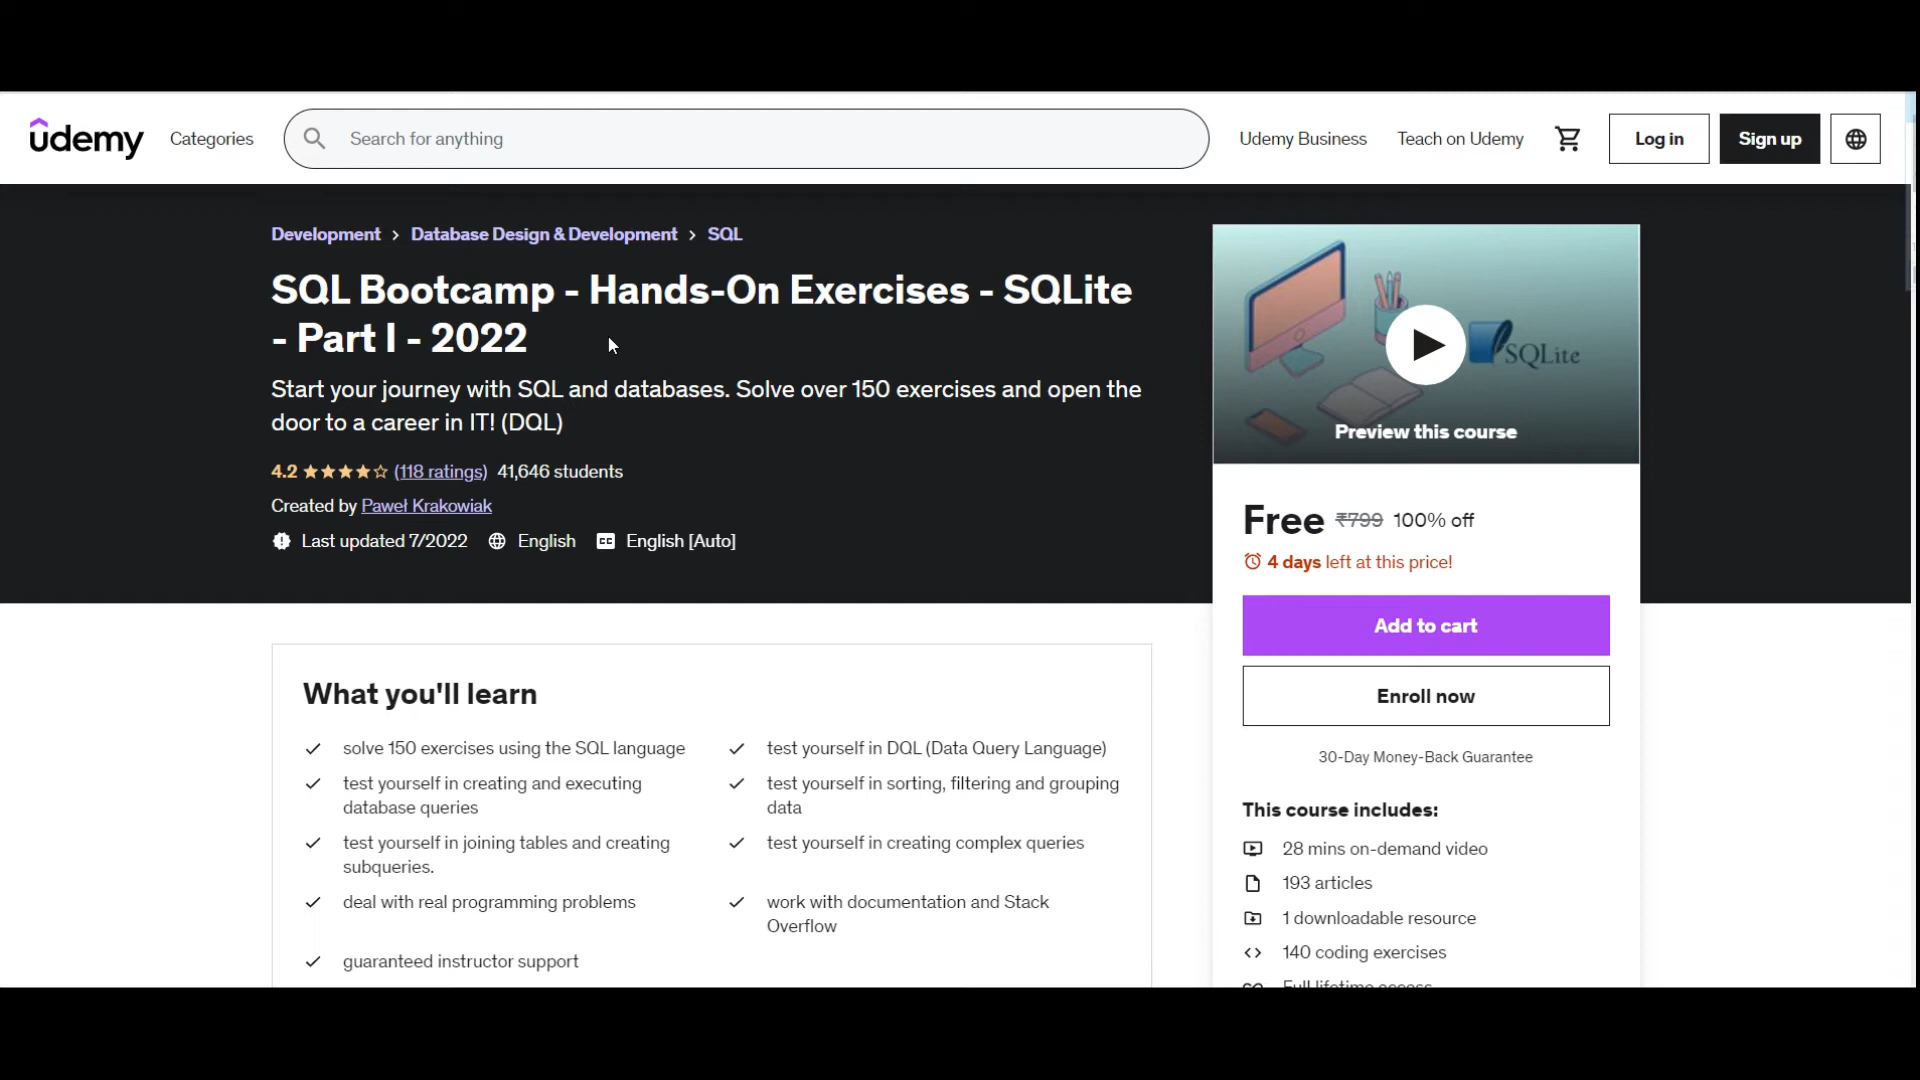 ûdemy Categories Search for anything Udemy Business Teach on Udemy Log in Sign up
Development > Database Design & Development > SQL
SQL Bootcamp - Hands-On Exercises - SQLite
- Part I - 2022
Start your journey with SQL and databases. Solve over 150 exercises and open the
door to a career in IT! (DQL)
4.2 (118 ratings) 41,646 students
Created by Paweł Krakowiak
Last updated 7/2022 English CC English [Auto]
SQLite
Preview this course
Free ₹799 100% off
4 days left at this price!
Add to cart
Enroll now
30-Day Money-Back Guarantee
This course includes:
28 mins on-demand video
193 articles
1 downloadable resource
140 coding exercises
Full lifetime access
What you'll learn
solve 150 exercises using the SQL language
test yourself in DQL (Data Query Language)
test yourself in creating and executing
database queries
test yourself in sorting, filtering and grouping
data
test yourself in joining tables and creating
subqueries.
test yourself in creating complex queries
deal with real programming problems
work with documentation and Stack
Overflow
guaranteed instructor support